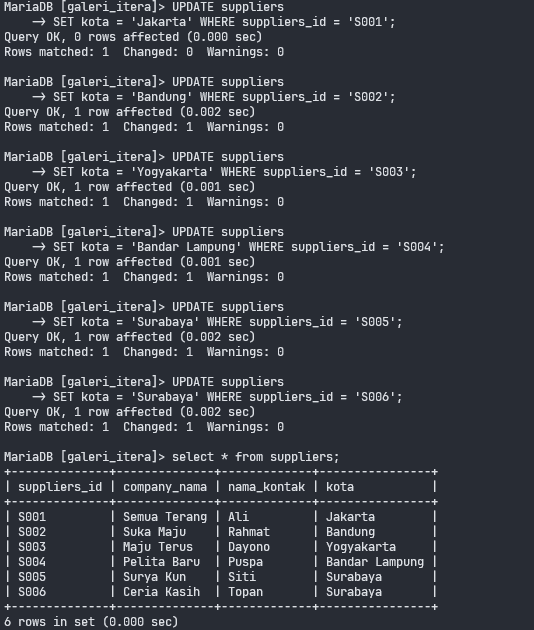 MariaDB [galeri_itera]> UPDATE suppliers
    -> SET kota = 'Jakarta' WHERE suppliers_id = 'S001';
Query OK, 0 rows affected (0.000 sec)
Rows matched: 1  Changed: 0  Warnings: 0

MariaDB [galeri_itera]> UPDATE suppliers
    -> SET kota = 'Bandung' WHERE suppliers_id = 'S002';
Query OK, 1 row affected (0.002 sec)
Rows matched: 1  Changed: 1  Warnings: 0

MariaDB [galeri_itera]> UPDATE suppliers
    -> SET kota = 'Yogyakarta' WHERE suppliers_id = 'S003';
Query OK, 1 row affected (0.001 sec)
Rows matched: 1  Changed: 1  Warnings: 0

MariaDB [galeri_itera]> UPDATE suppliers
    -> SET kota = 'Bandar Lampung' WHERE suppliers_id = 'S004';
Query OK, 1 row affected (0.001 sec)
Rows matched: 1  Changed: 1  Warnings: 0

MariaDB [galeri_itera]> UPDATE suppliers
    -> SET kota = 'Surabaya' WHERE suppliers_id = 'S005';
Query OK, 1 row affected (0.002 sec)
Rows matched: 1  Changed: 1  Warnings: 0

MariaDB [galeri_itera]> UPDATE suppliers
    -> SET kota = 'Surabaya' WHERE suppliers_id = 'S006';
Query OK, 1 row affected (0.002 sec)
Rows matched: 1  Changed: 1  Warnings: 0

MariaDB [galeri_itera]> select * from suppliers;
+--------------+--------------+-------------+----------------+
| suppliers_id | company_nama | nama_kontak | kota           |
+--------------+--------------+-------------+----------------+
| S001         | Semua Terang | Ali         | Jakarta        |
| S002         | Suka Maju    | Rahmat      | Bandung        |
| S003         | Maju Terus   | Dayono      | Yogyakarta     |
| S004         | Pelita Baru  | Puspa       | Bandar Lampung |
| S005         | Surya Kun    | Siti        | Surabaya       |
| S006         | Ceria Kasih  | Topan       | Surabaya       |
+--------------+--------------+-------------+----------------+
6 rows in set (0.000 sec)